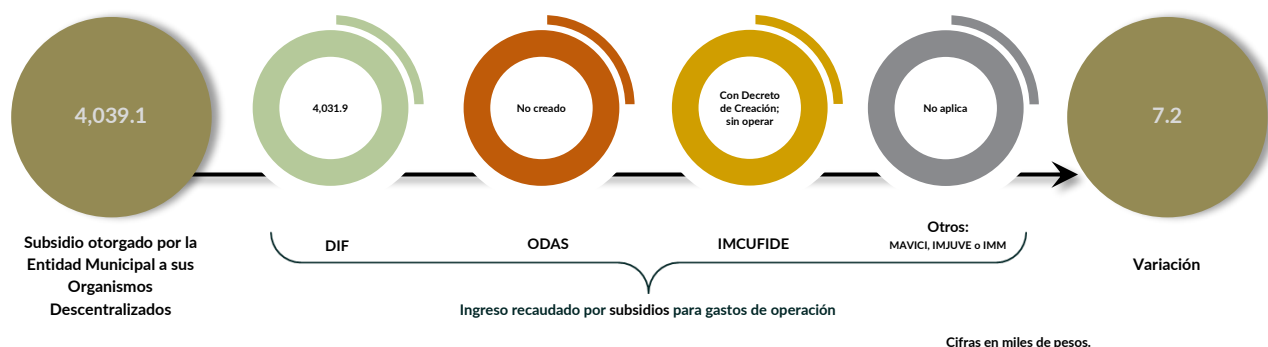 4,039.1
4,031.9
No creado
Con Decreto
de Creación;
sin operar
No aplica
7.2
Subsidio otorgado por la
Entidad Municipal a sus
Organismos
Descentralizados
DIF
ODAS
IMCUFIDE
Otros:
MAVICI, IMJUVE o IMM
Variación
Ingreso recaudado por subsidios para gastos de operación
Cifras en miles de pesos.